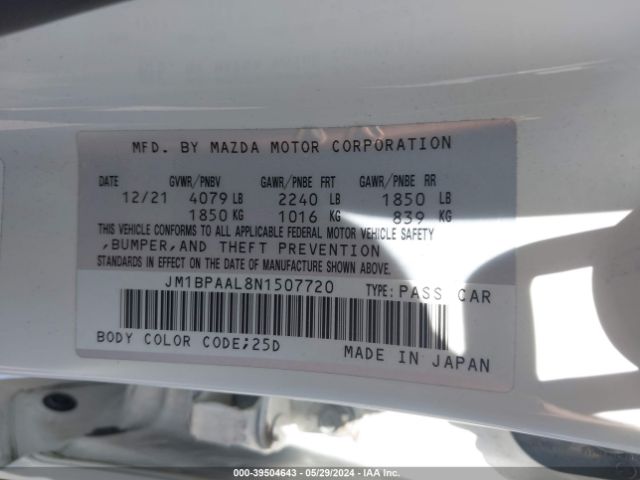 MFD. BY MAZDA MOTOR CORPORATION
DATE GVWR/PNBV GAWR/PNBE FRT GAWR/PNBE RR
12/21 4079 LB 2240 LB 1850 LB
1850 KG 1016 KG 839 KG
THIS VEHICLE CONFORMS TO ALL APPLICABLE FEDERAL MOTOR VEHICLE SAFETY
,BUMPER,AND THEFT PREVENTION
STANDARDS IN EFFECT ON THE DATE OF MANUFACTURE SHOWN ABOVE.
JM1BPAAL8N1507720 TYPE: PASS CAR
BODY COLOR CODE;25D MADE IN JAPAN
000-39504643 - 05/29/2024 - IAA Inc.